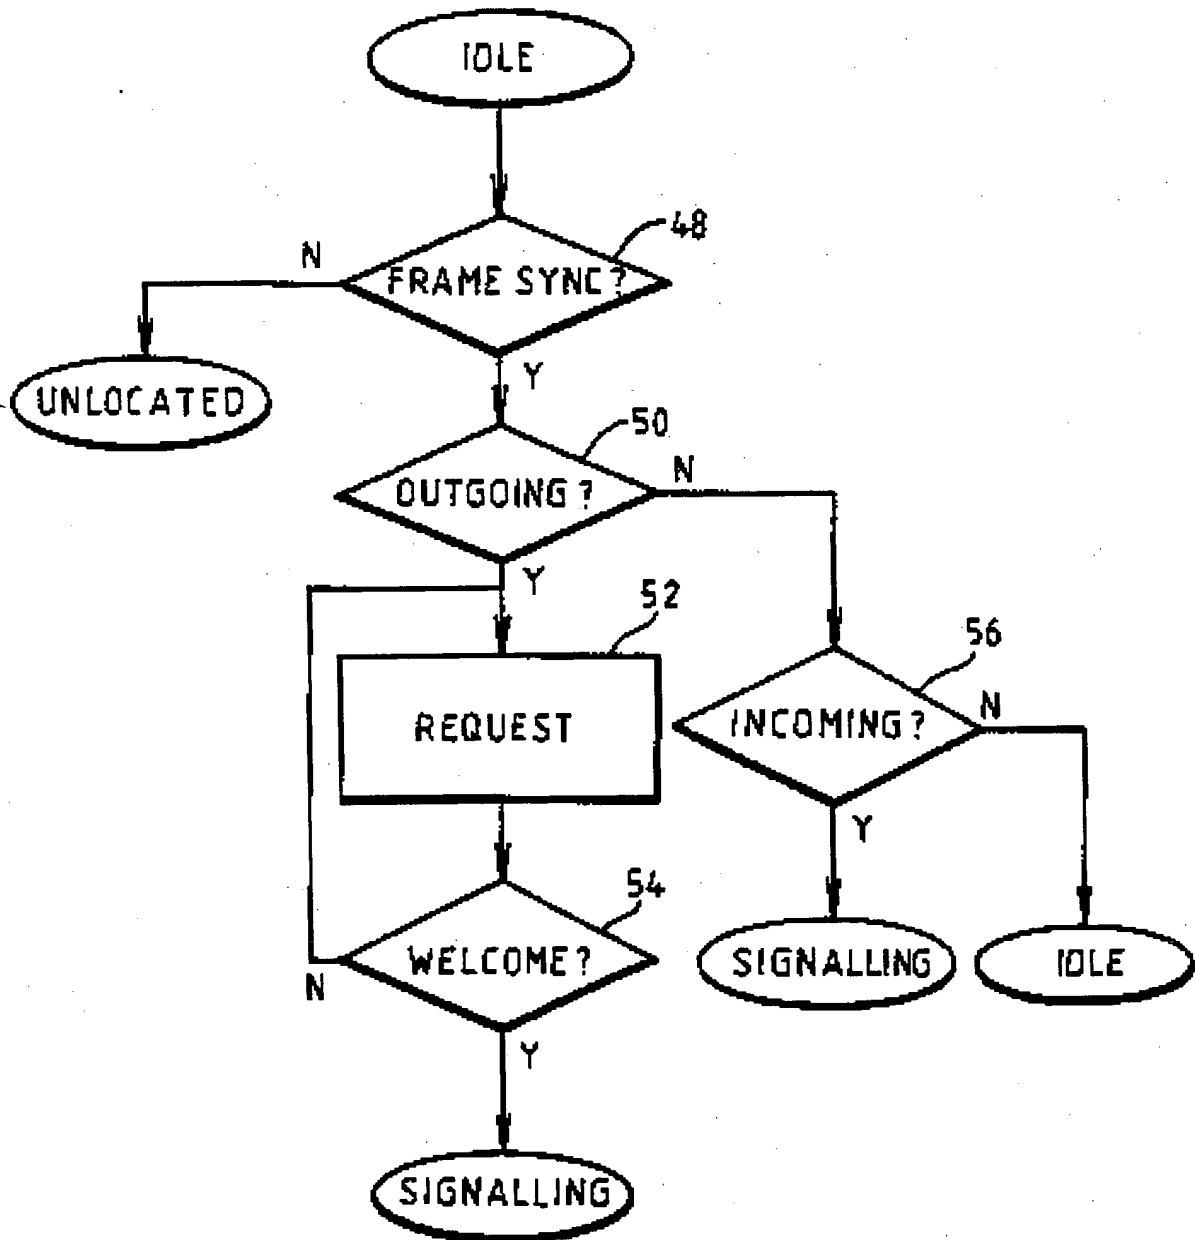 IDLE
48
N
FRAME SYNC?
Y
UNLOCATED
50
N
OUTGOING?
Y
52
56
REQUEST
INCOMING?
N
Y
54
WELCOME?
N
SIGNALLING
IDLE
Y
SIGNALLING